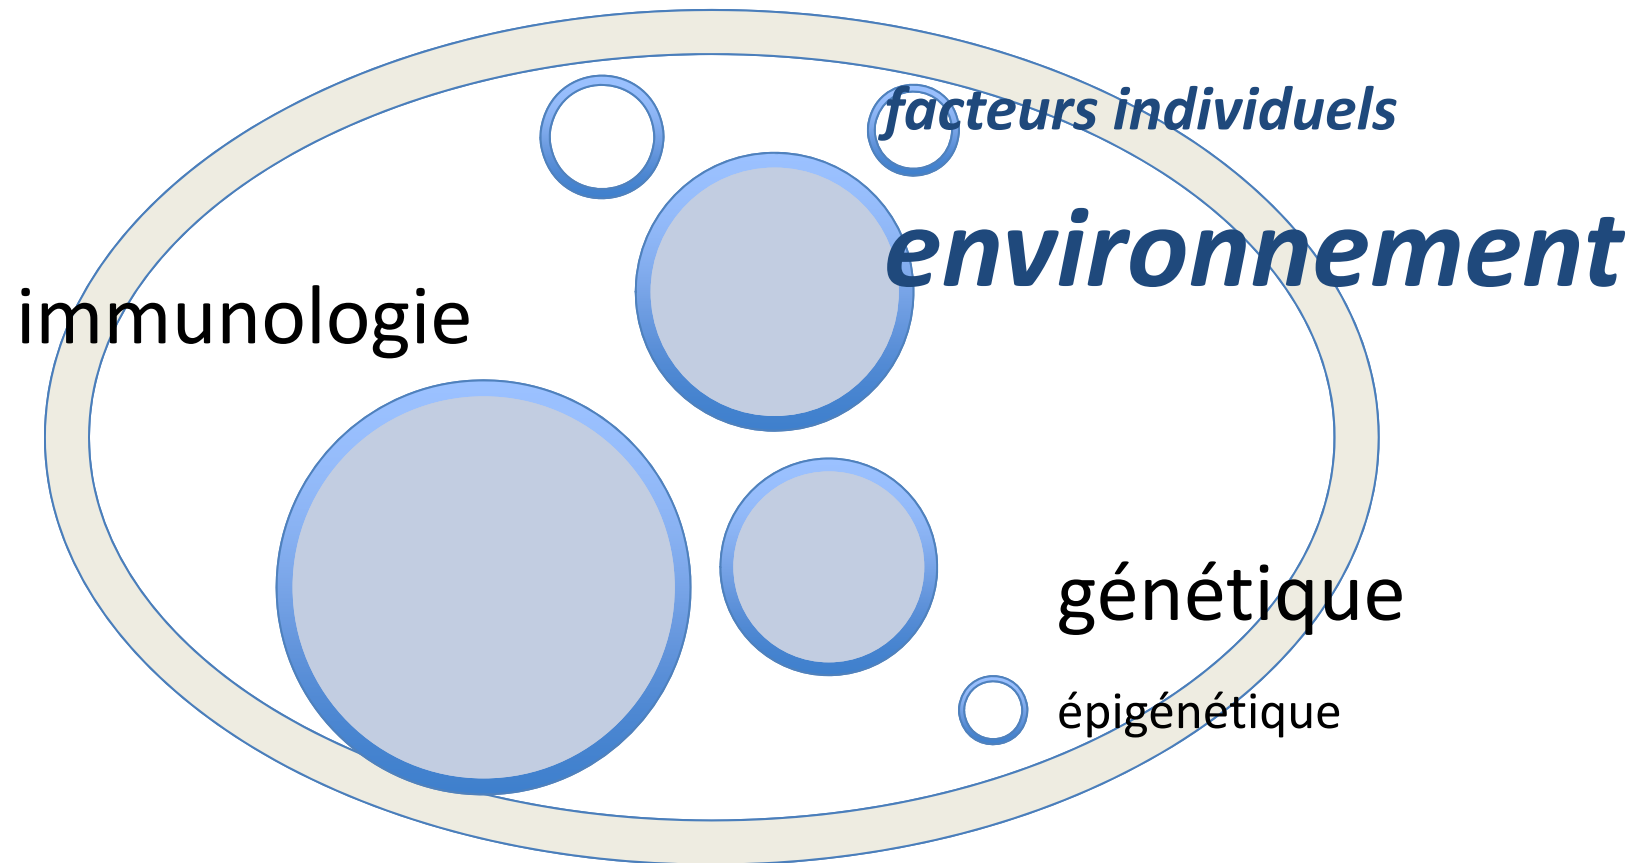 facteurs individuels
environnement
immunologie
génétique
épigénétique